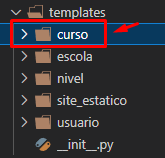 templates
curso
escola
nivel
site_estatico
usuario
__init__.py